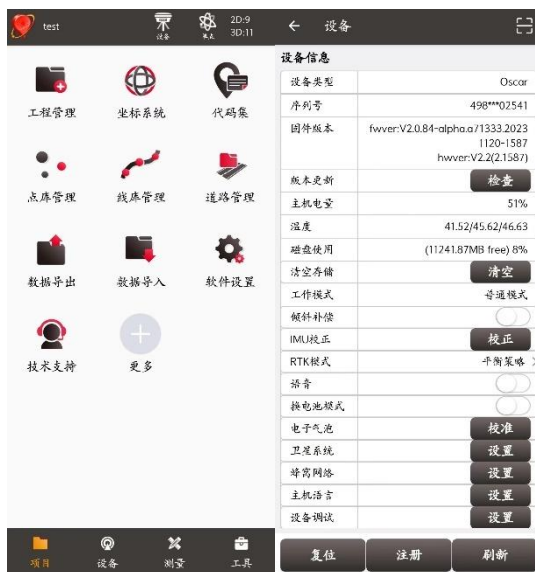 test
设备
单点
2D:9
3D:11
工程管理
坐标系统
代码集
点库管理
线库管理
道路管理
数据导出
数据导入
软件设置
技术支持
更多
项目
设备
测量
工具
设备
设备信息
设备类型 Oscar
序列号 498***02541
固件版本 fwver:V2.0.84-alpha.a71333.2023
1120-1587
hwver:V2.2(2.1587)
版本更新 检查
主机电量 51%
温度 41.52/45.62/46.63
磁盘使用 (11241.87MB free) 8%
清空存储 清空
工作模式 普通模式
倾斜补偿
IMU校正 校正
RTK模式 平衡策略
语音
换电池模式
电子气泡 校准
卫星系统 设置
蜂窝网络 设置
主机语言 设置
设备调试 设置
复位
注册
刷新